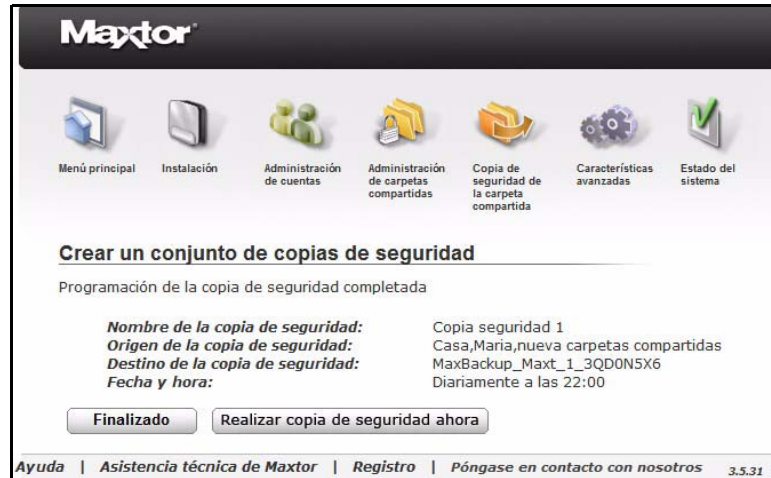 Maxtor
Menú principal
Instalación
Administración de cuentas
Administración de carpetas compartidas
Copia de seguridad de la carpeta compartida
Características avanzadas
Estado del sistema
Crear un conjunto de copias de seguridad
Programación de la copia de seguridad completada
Nombre de la copia de seguridad: Copia seguridad 1
Origen de la copia de seguridad: Casa,Maria,nueva carpetas compartidas
Destino de la copia de seguridad: MaxBackup_Maxt_1_3QD0N5X6
Fecha y hora: Diariamente a las 22:00
Finalizado Realizar copia de seguridad ahora
Ayuda | Asistencia técnica de Maxtor | Registro | Póngase en contacto con nosotros 3.5.31